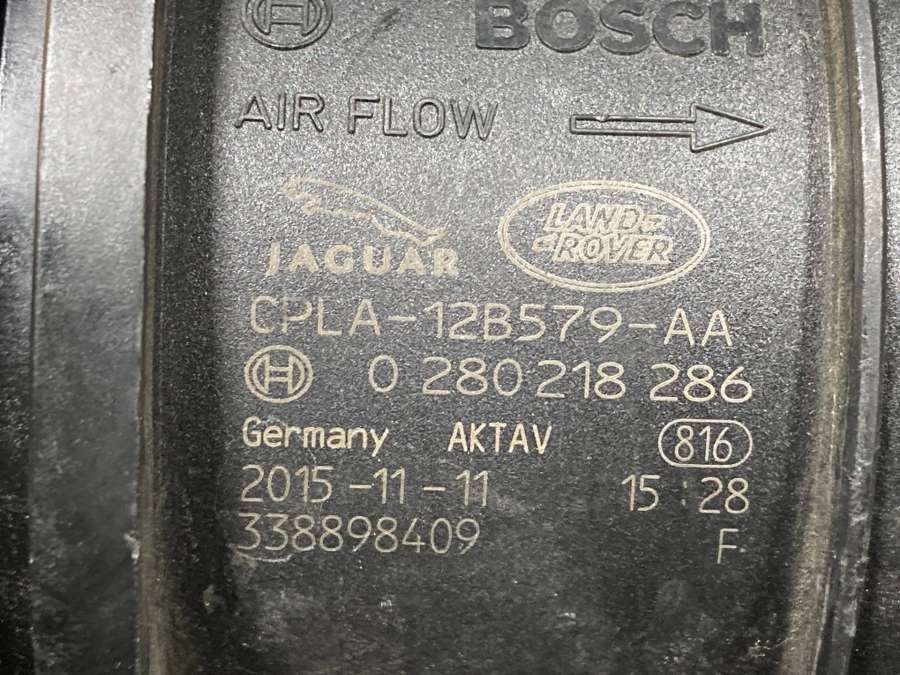 BOSCH
AIR FLOW
JAGUAR
LAND
ROVER
CPLA-12B579-AA
0 280 218 286
Germany AKTAV 816
2015-11-11 15:28
338898409 F